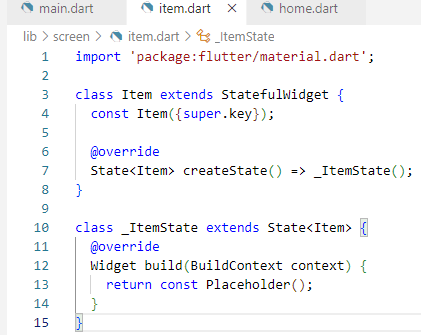 main.dart item.dart home.dart
lib > screen > item.dart > _ItemState
1 import 'package:flutter/material.dart';
2
3 class Item extends StatefulWidget {
4 const Item({super.key});
5
6 @override
7 State<Item> createState() => _ItemState();
8 }
9
10 class _ItemState extends State<Item> {
11 @override
12 Widget build(BuildContext context) {
13 return const Placeholder();
14 }
15 }